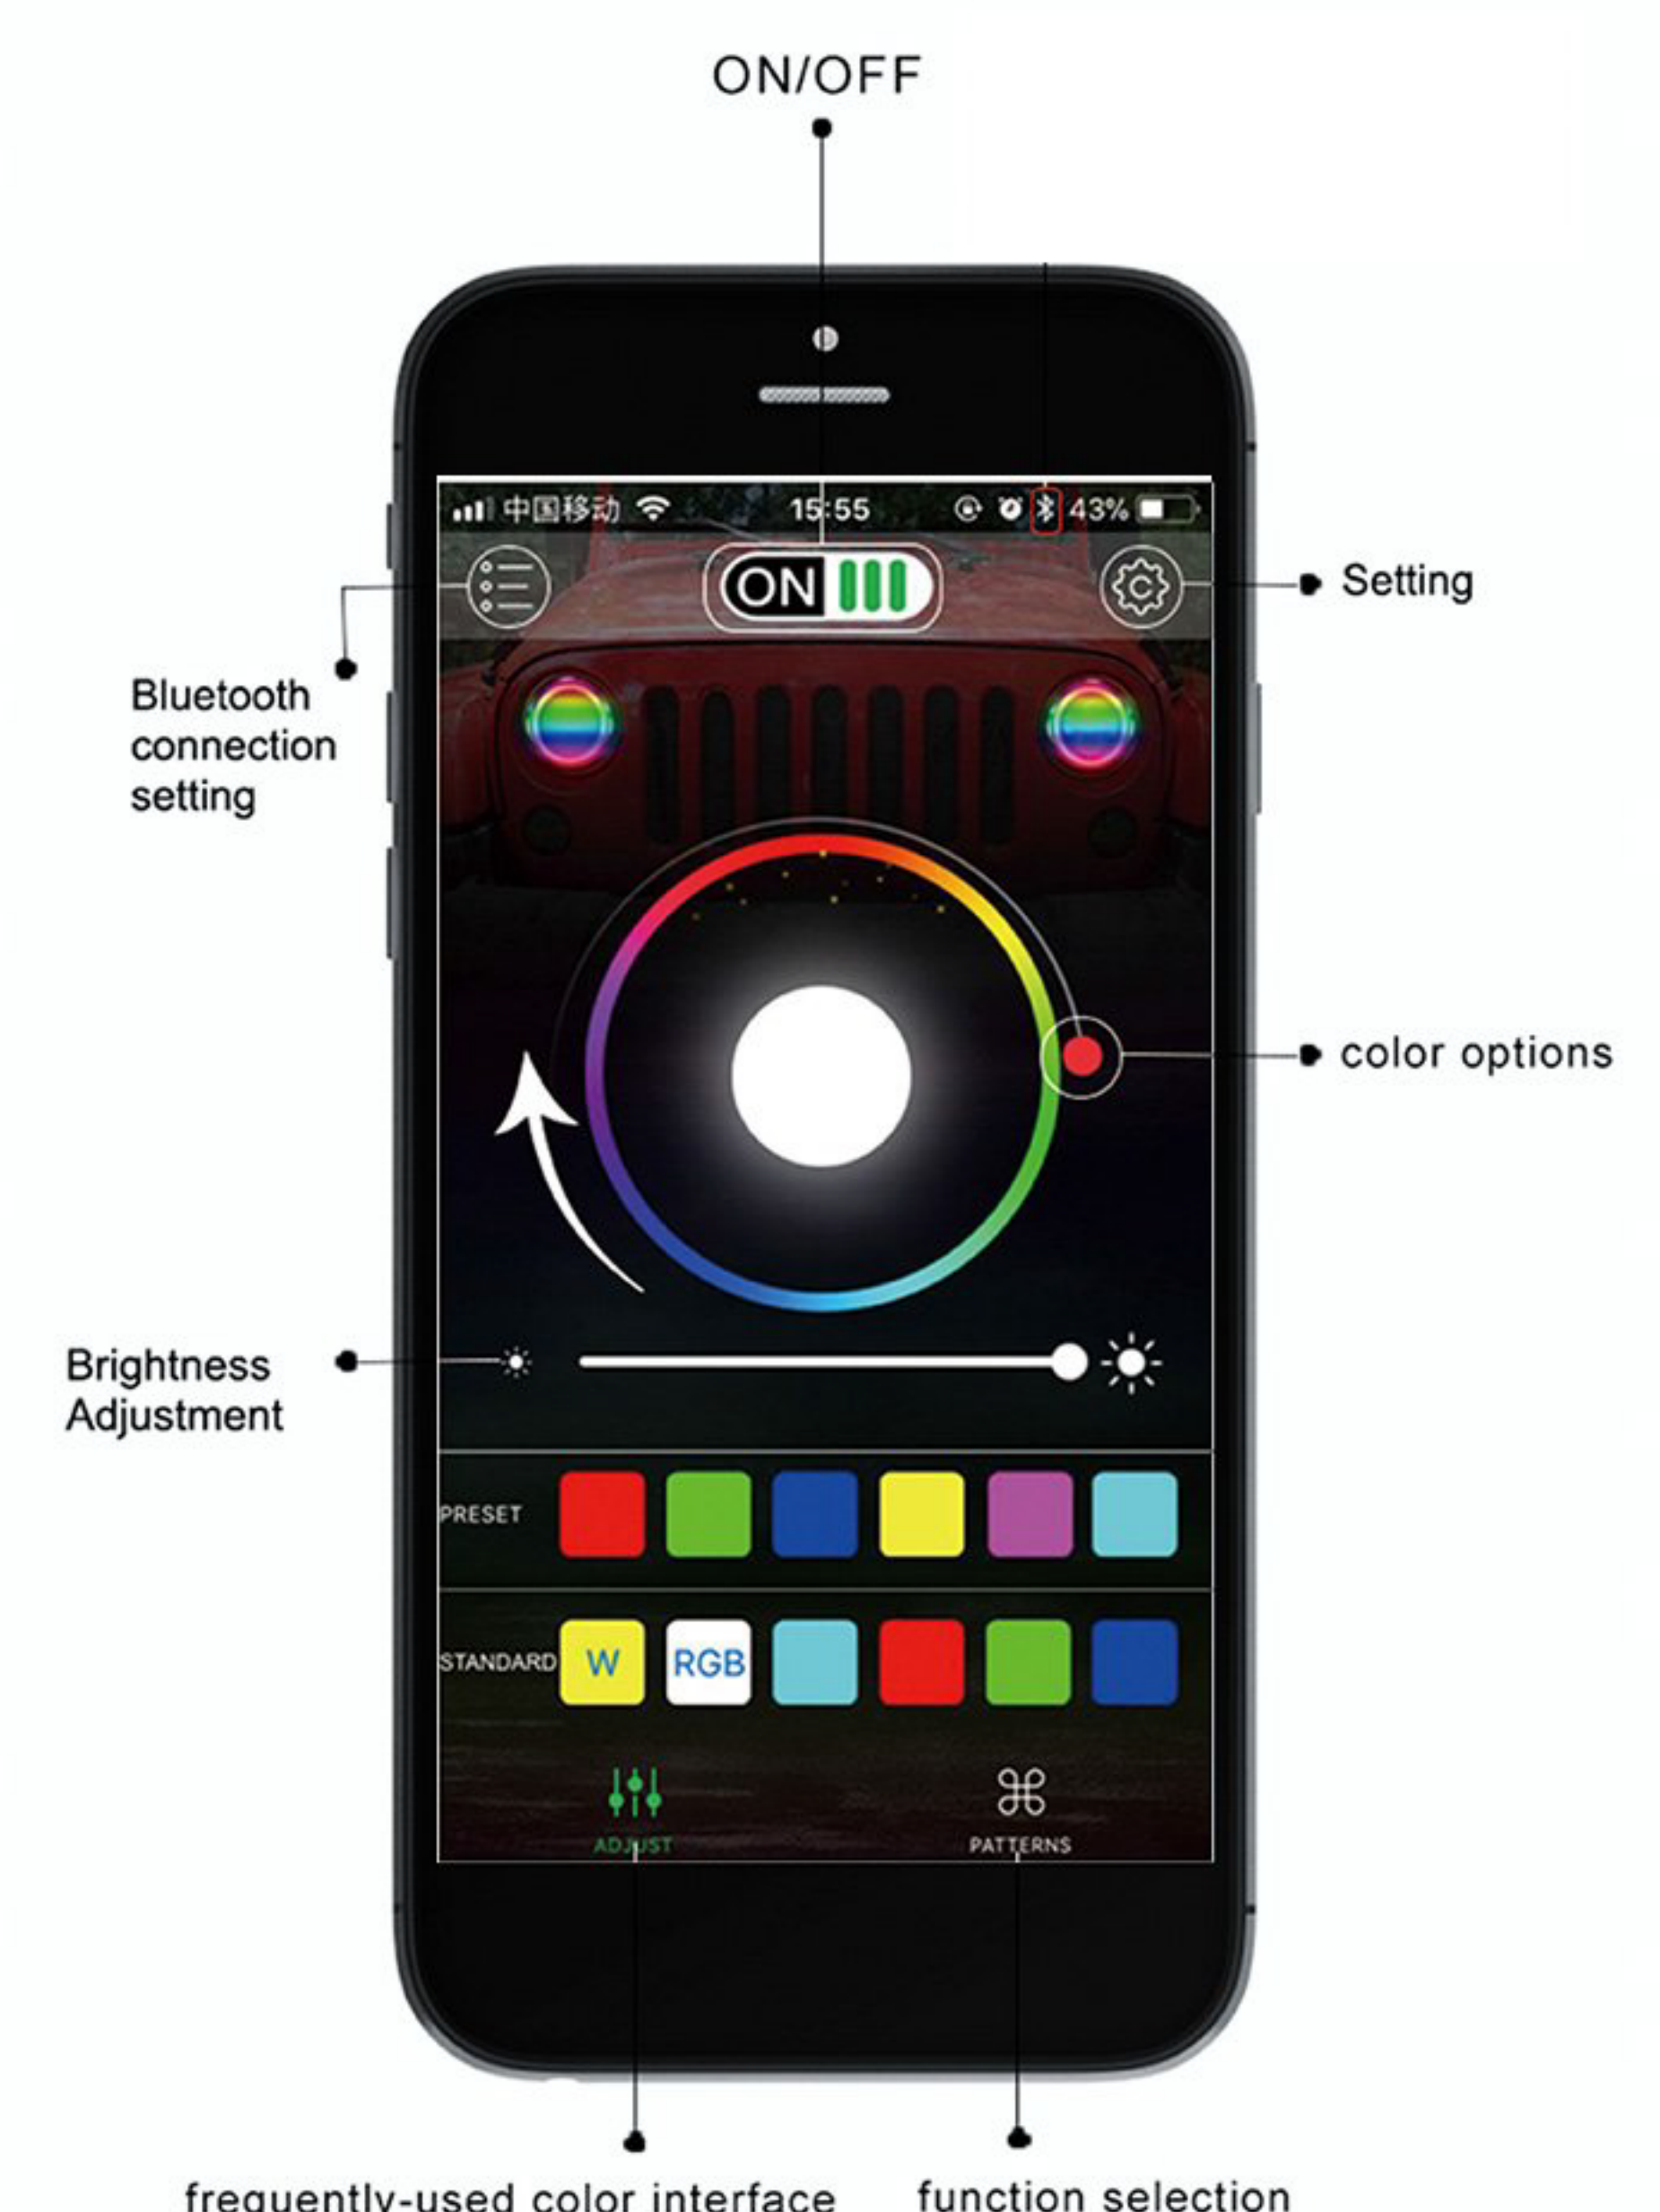 ON/OFF
中国移动
15:55
43%
ON
C
Setting
Bluetooth
connection
setting
color options
Brightness
Adjustment
PRESET
STANDARD
W
RGB
ADJUST
PATTERNS
frequently-used color interface
function selection